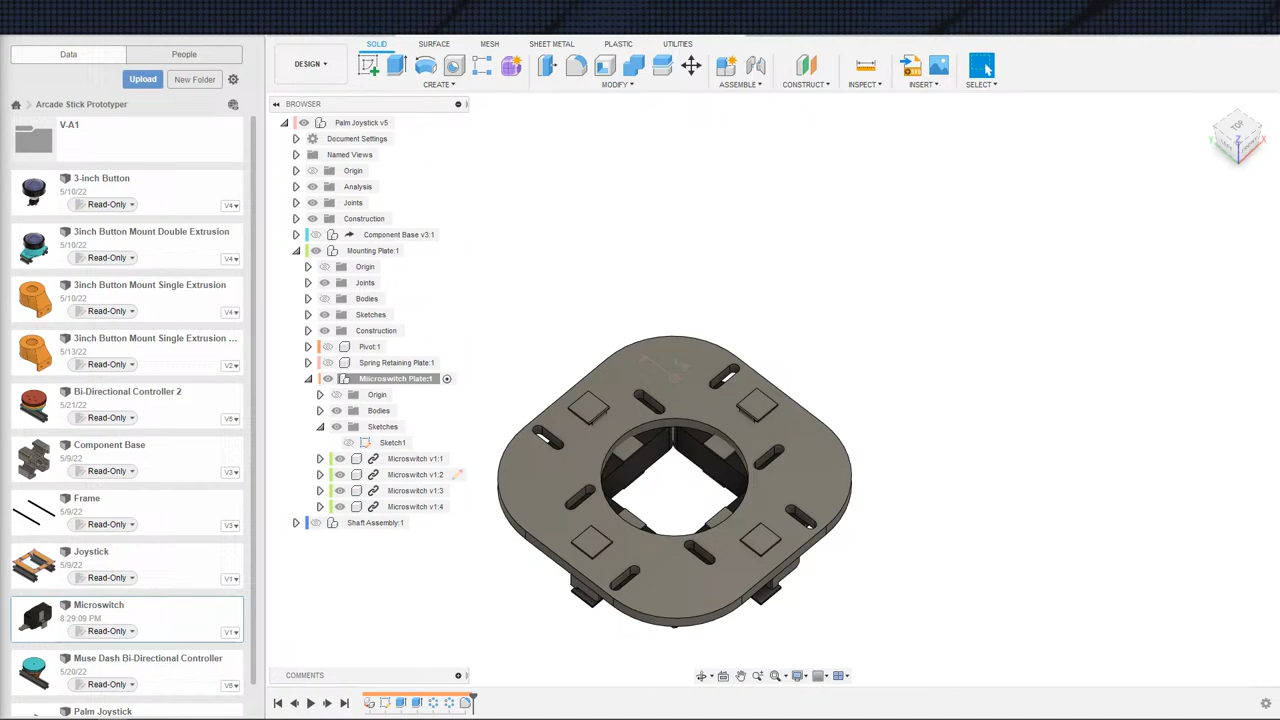 Data
People
Upload
New Folder
Arcade Stick Prototyper
V-A1
3-inch Button
5/10/22
Read-Only
V4
3inch Button Mount Double Extrusion
5/10/22
Read-Only
V4
3inch Button Mount Single Extrusion
5/10/22
Read-Only
V4
3inch Button Mount Single Extrusion ...
5/13/22
Read-Only
V2
Bi-Directional Controller 2
5/21/22
Read-Only
V5
Component Base
5/9/22
Read-Only
V3
Frame
5/9/22
Read-Only
V3
Joystick
5/9/22
Read-Only
V1
Microswitch
8:29:09 PM
Read-Only
V1
Muse Dash Bi-Directional Controller
5/20/22
Read-Only
V6
Palm Joystick
SOLID SURFACE MESH SHEET METAL PLASTIC UTILITIES
DESIGN
CREATE MODIFY ASSEMBLE CONSTRUCT INSPECT INSERT SELECT
BROWSER
Palm Joystick v5
Document Settings
Named Views
Origin
Analysis
Joints
Construction
Component Base v3:1
Mounting Plate:1
Origin
Joints
Bodies
Sketches
Construction
Pivot:1
Spring Retaining Plate:1
Miicroswitch Plate:1
Origin
Bodies
Sketches
Sketch1
Microswitch v1:1
Microswitch v1:2
Microswitch v1:3
Microswitch v1:4
Shaft Assembly:1
TOP
Z
X
Y
COMMENTS